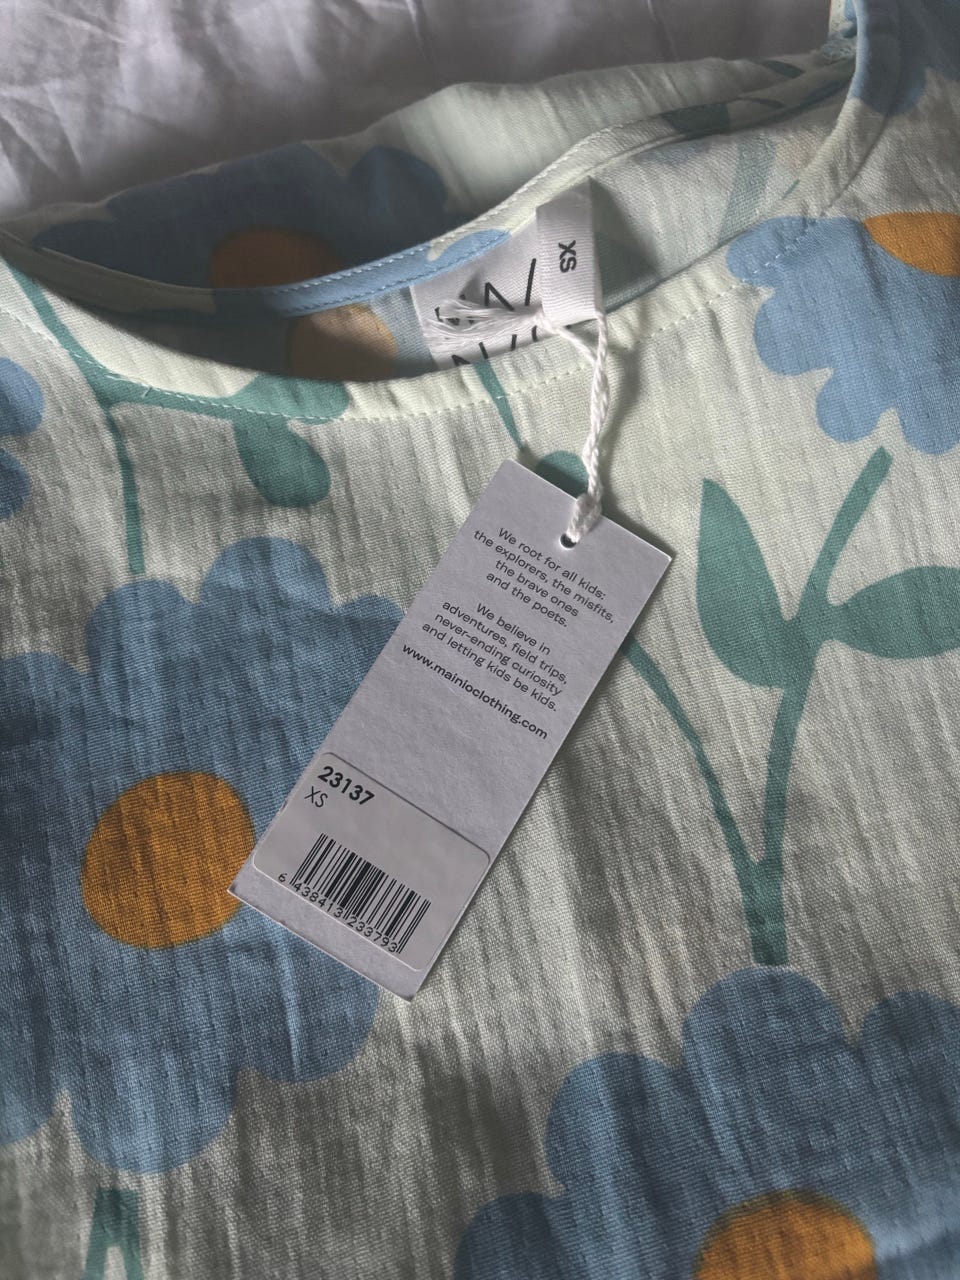 XS
We root for all kids:
the explorers, the misfits,
the brave ones
and the poets.
We believe in
adventures, field trips,
never-ending curiosity
and letting kids be kids.
www.mainioclothing.com
23137
XS
6 438413 233793